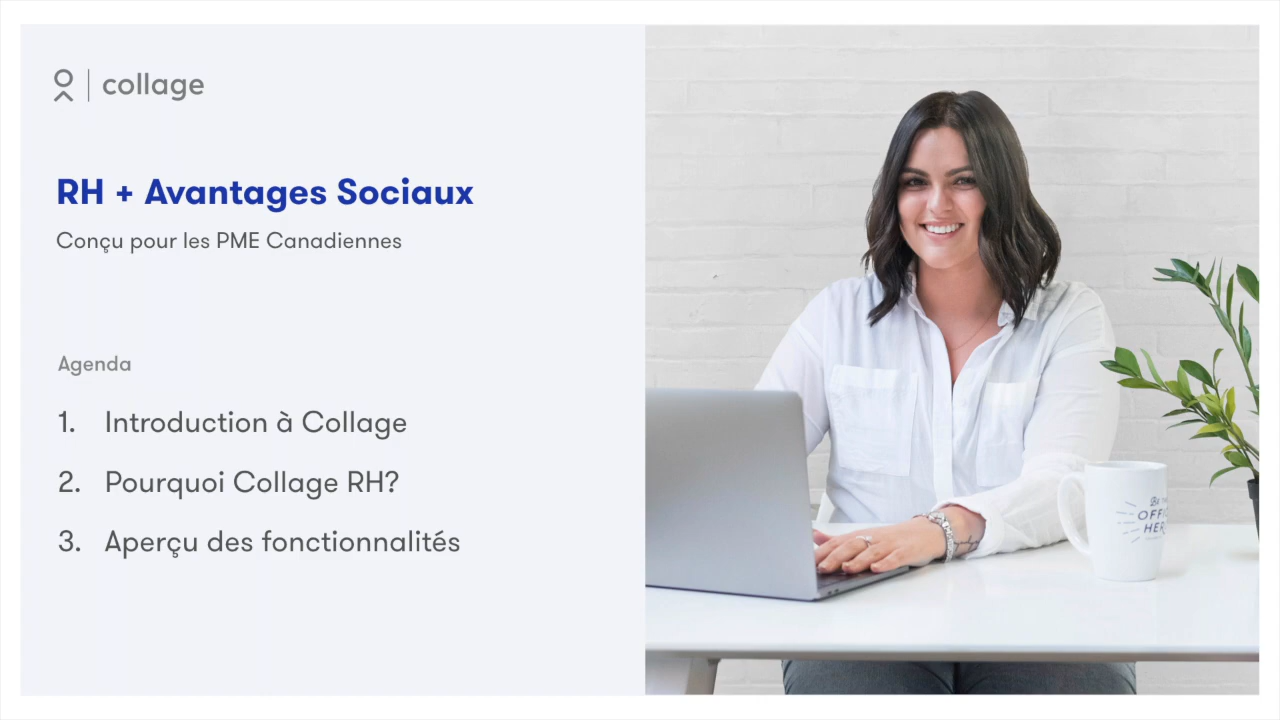 collage
RH + Avantages Sociaux
Conçu pour les PME Canadiennes
Agenda
1. Introduction à Collage
2. Pourquoi Collage RH?
3. Aperçu des fonctionnalités